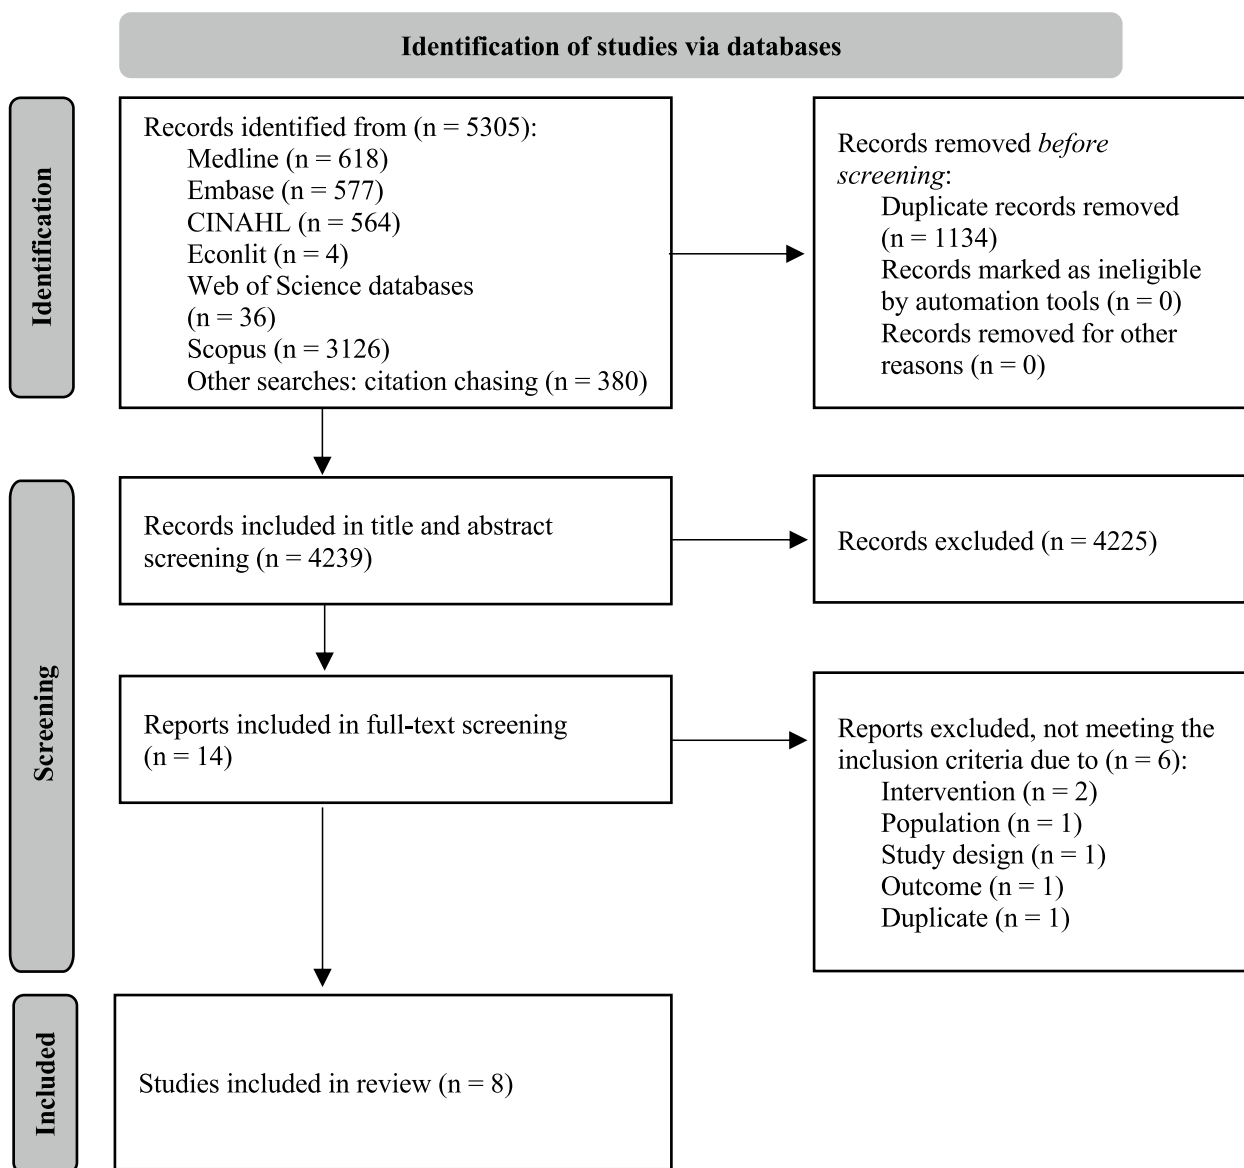 Identification of studies via databases
Identification
Records identified from (n = 5305):
Medline (n = 618)
Embase (n = 577)
CINAHL (n = 564)
Econlit (n = 4)
Web of Science databases
(n = 36)
Scopus (n = 3126)
Other searches: citation chasing (n = 380)
Records removed before
screening:
Duplicate records removed
(n = 1134)
Records marked as ineligible
by automation tools (n = 0)
Records removed for other
reasons (n = 0)
Screening
Records included in title and abstract
screening (n = 4239)
Records excluded (n = 4225)
Reports included in full-text screening
(n = 14)
Reports excluded, not meeting the
inclusion criteria due to (n = 6):
Intervention (n = 2)
Population (n = 1)
Study design (n = 1)
Outcome (n = 1)
Duplicate (n = 1)
Included
Studies included in review (n = 8)